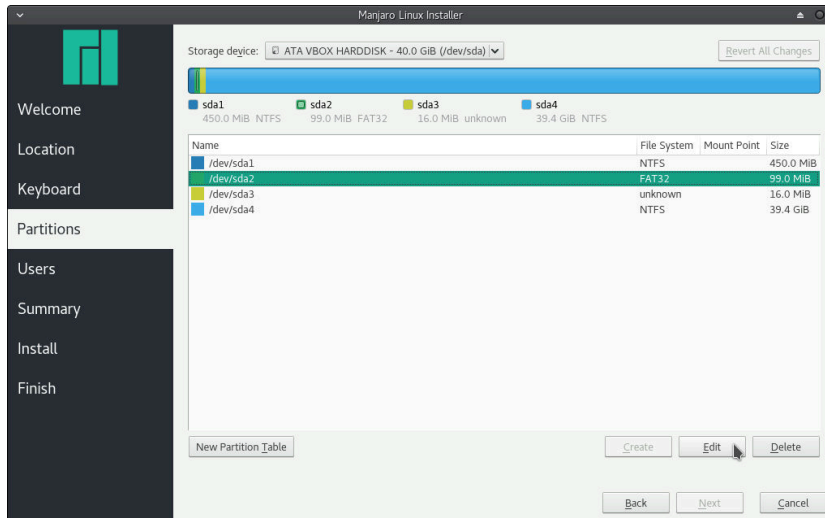 Manjaro Linux Installer
Storage device: ATA VBOX HARDDISK - 40.0 GiB (/dev/sda)
Revert All Changes
sda1 sda2 sda3 sda4
450.0 MiB NTFS 99.0 MiB FAT32 16.0 MiB unknown 39.4 GiB NTFS
Welcome
Location
Keyboard
Partitions
Users
Summary
Install
Finish
Name File System Mount Point Size
/dev/sda1 NTFS 450.0 MiB
/dev/sda2 FAT32 99.0 MiB
/dev/sda3 unknown 16.0 MiB
/dev/sda4 NTFS 39.4 GiB
New Partition Table Create Edit Delete
Back Next Cancel